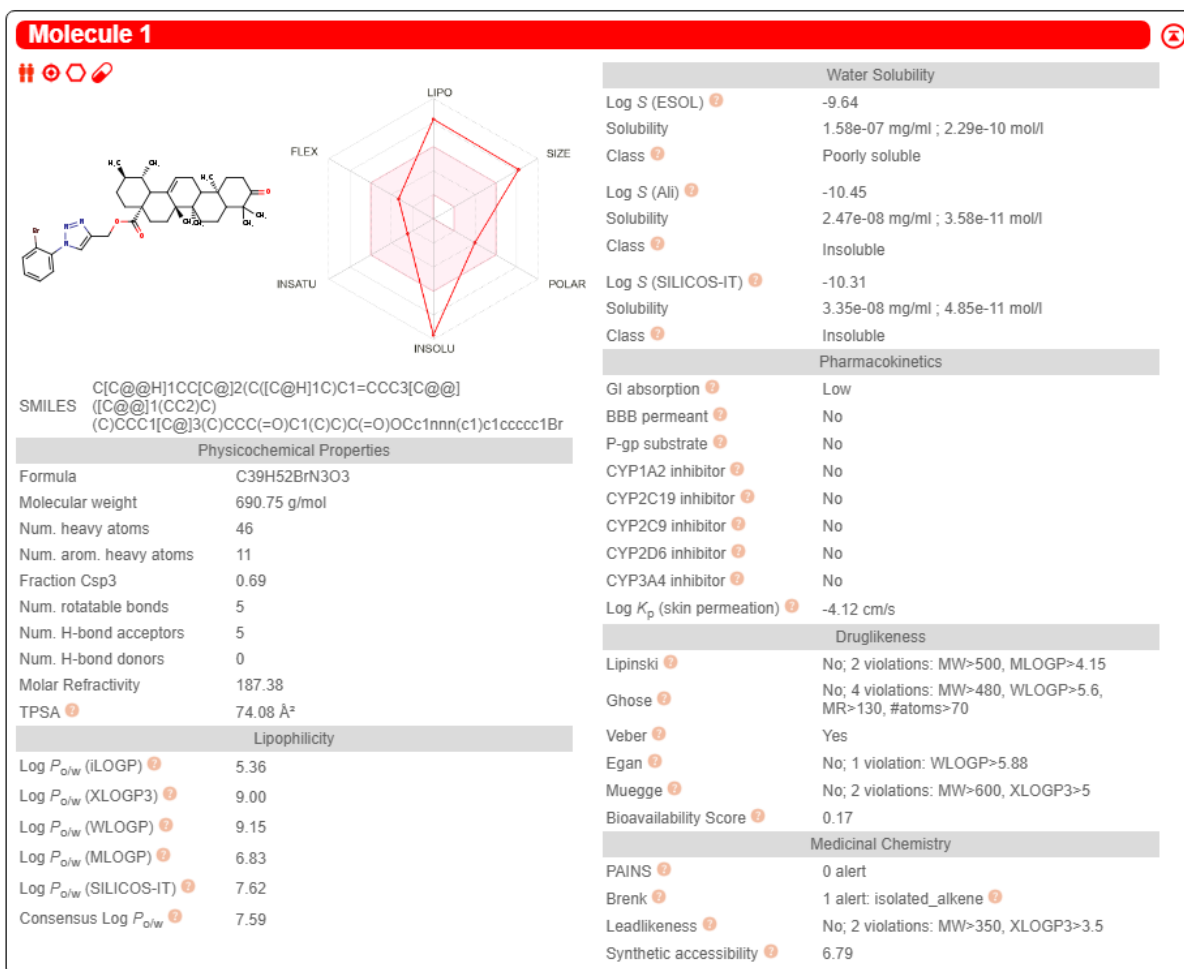 Molecule 1
LIPO
FLEX
SIZE
INSATU
POLAR
INSOLU
H₃C
CH₃
H₃C
O
CH₃
CH₃
CH₃
CH₃
O
O
N
N
N
Br
SMILES
C[C@@H]1CC[C@]2(C([C@H]1C)C1=CCC3[C@@]
([C@@]1(CC2)C)
(C)CCC1[C@]3(C)CCC(=O)C1(C)C)C(=O)OCc1nnn(c1)c1ccccc1Br
Physicochemical Properties
Formula C39H52BrN3O3
Molecular weight 690.75 g/mol
Num. heavy atoms 46
Num. arom. heavy atoms 11
Fraction Csp3 0.69
Num. rotatable bonds 5
Num. H-bond acceptors 5
Num. H-bond donors 0
Molar Refractivity 187.38
TPSA ? 74.08 Å²
Lipophilicity
Log Po/w (iLOGP) ? 5.36
Log Po/w (XLOGP3) ? 9.00
Log Po/w (WLOGP) ? 9.15
Log Po/w (MLOGP) ? 6.83
Log Po/w (SILICOS-IT) ? 7.62
Consensus Log Po/w ? 7.59
Water Solubility
Log S (ESOL) ? -9.64
Solubility 1.58e-07 mg/ml ; 2.29e-10 mol/l
Class ? Poorly soluble
Log S (Ali) ? -10.45
Solubility 2.47e-08 mg/ml ; 3.58e-11 mol/l
Class ? Insoluble
Log S (SILICOS-IT) ? -10.31
Solubility 3.35e-08 mg/ml ; 4.85e-11 mol/l
Class ? Insoluble
Pharmacokinetics
GI absorption ? Low
BBB permeant ? No
P-gp substrate ? No
CYP1A2 inhibitor ? No
CYP2C19 inhibitor ? No
CYP2C9 inhibitor ? No
CYP2D6 inhibitor ? No
CYP3A4 inhibitor ? No
Log Kp (skin permeation) ? -4.12 cm/s
Druglikeness
Lipinski ? No; 2 violations: MW>500, MLOGP>4.15
Ghose ? No; 4 violations: MW>480, WLOGP>5.6,
MR>130, #atoms>70
Veber ? Yes
Egan ? No; 1 violation: WLOGP>5.88
Muegge ? No; 2 violations: MW>600, XLOGP3>5
Bioavailability Score ? 0.17
Medicinal Chemistry
PAINS ? 0 alert
Brenk ? 1 alert: isolated_alkene ?
Leadlikeness ? No; 2 violations: MW>350, XLOGP3>3.5
Synthetic accessibility ? 6.79